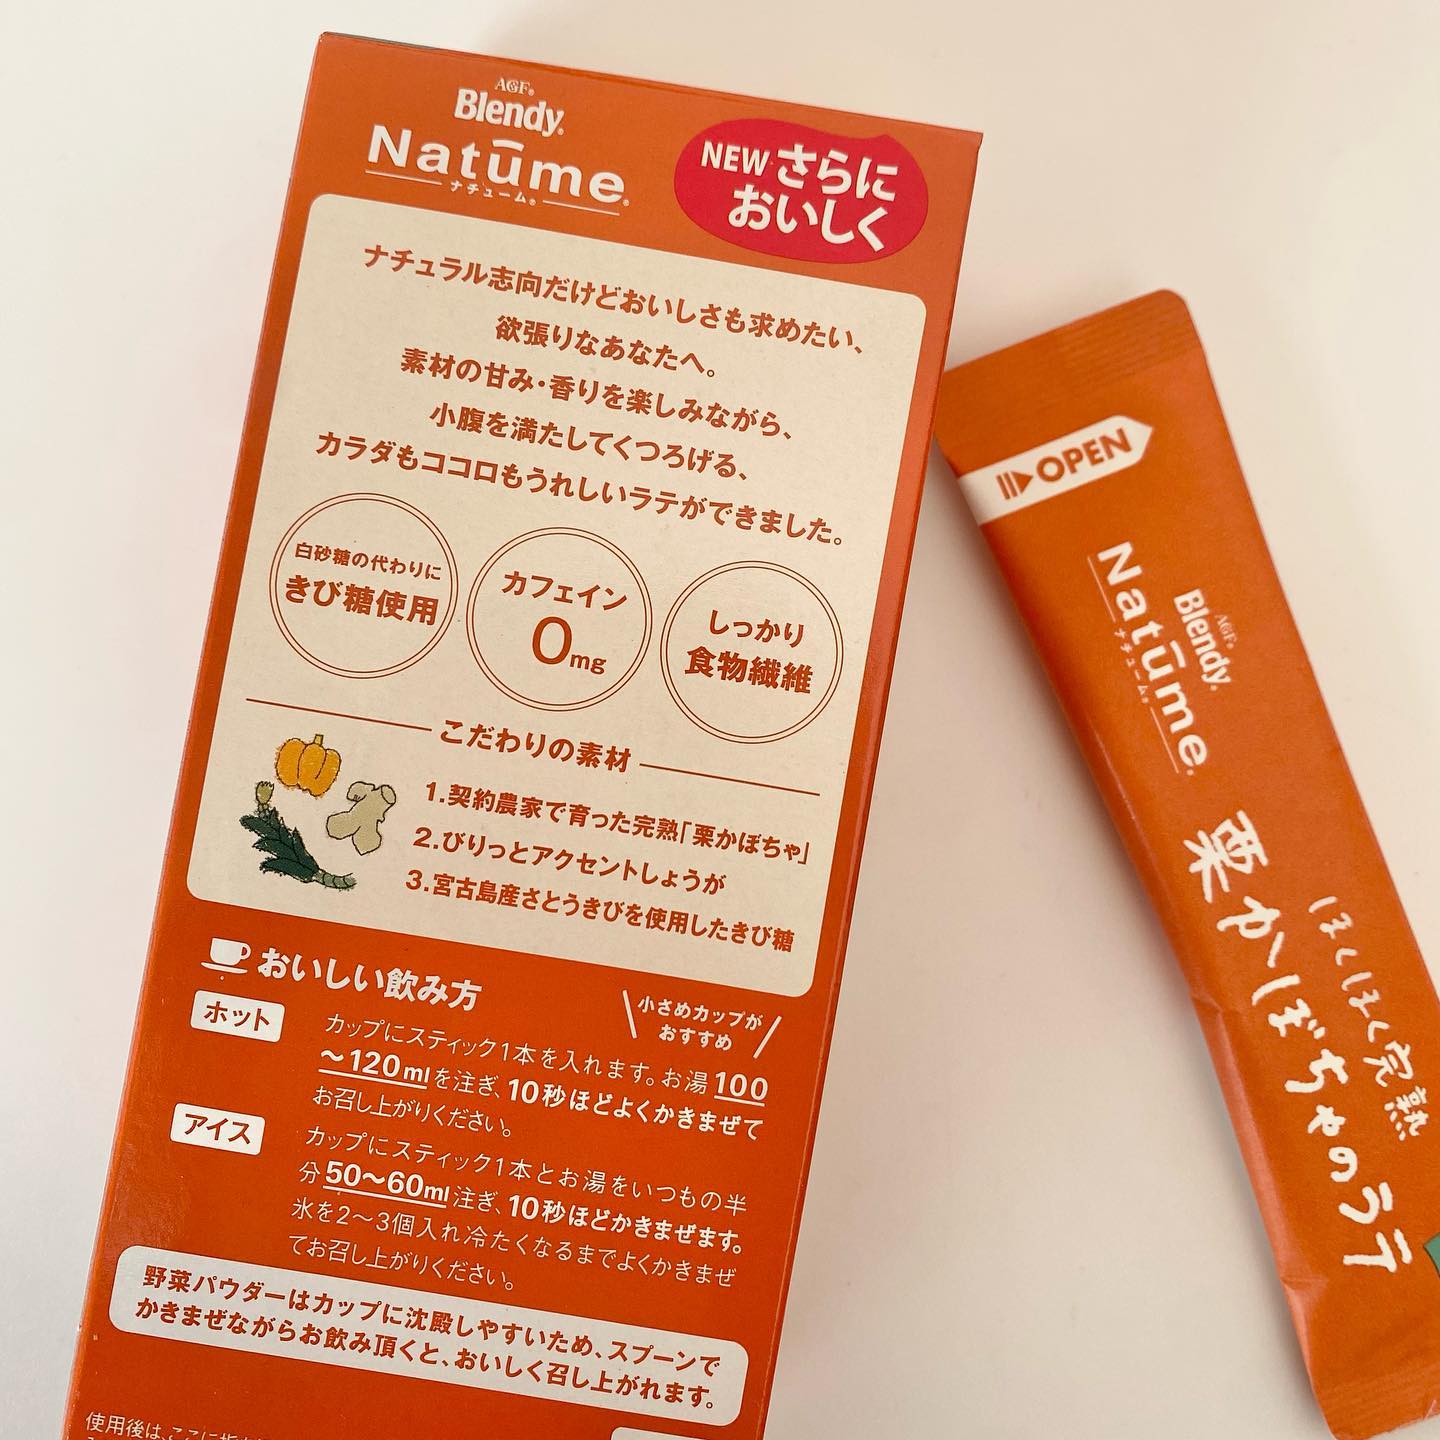 AGF®
Blendy®
Natūme®
ナチューム®
NEW さらに
おいしく
ナチュラル志向だけどおいしさも求めたい、
欲張りなあなたへ。
素材の甘み・香りを楽しみながら、
小腹を満たしてくつろげる、
カラダもココロもうれしいラテができました。
白砂糖の代わりに
きび糖使用
カフェイン
0mg
しっかり
食物繊維
こだわりの素材
1.契約農家で育った完熟「栗かぼちゃ」
2.びりっとアクセントしょうが
3.宮古島産さとうきびを使用したきび糖
おいしい飲み方
小さめカップが
おすすめ
ホット
カップにスティック1本を入れます。お湯100
〜120mlを注ぎ、10秒ほどよくかきまぜて
お召し上がりください。
アイス
カップにスティック1本とお湯をいつもの半
分50〜60ml注ぎ、10秒ほどかきまぜます。
氷を2〜3個入れ冷たくなるまでよくかきまぜ
てお召し上がりください。
野菜パウダーはカップに沈殿しやすいため、スプーンで
かきまぜながらお飲み頂くと、おいしく召し上がれます。
使用後は、ここに指を
OPEN
AGF®
Blendy®
Natūme®
ナチューム®
ほくほく完熟
栗かぼちゃのラテ